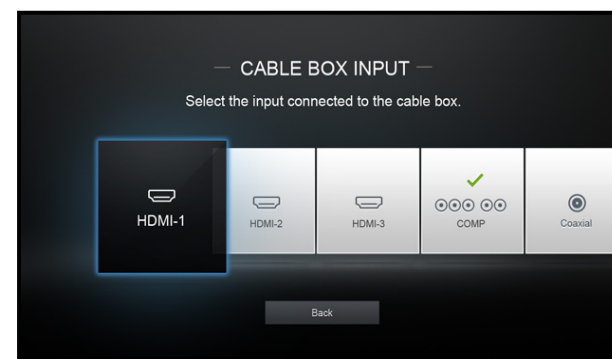 CABLE BOX INPUT
Select the input connected to the cable box.
HDMI-1
HDMI-2
HDMI-3
COMP
Coaxial
Back